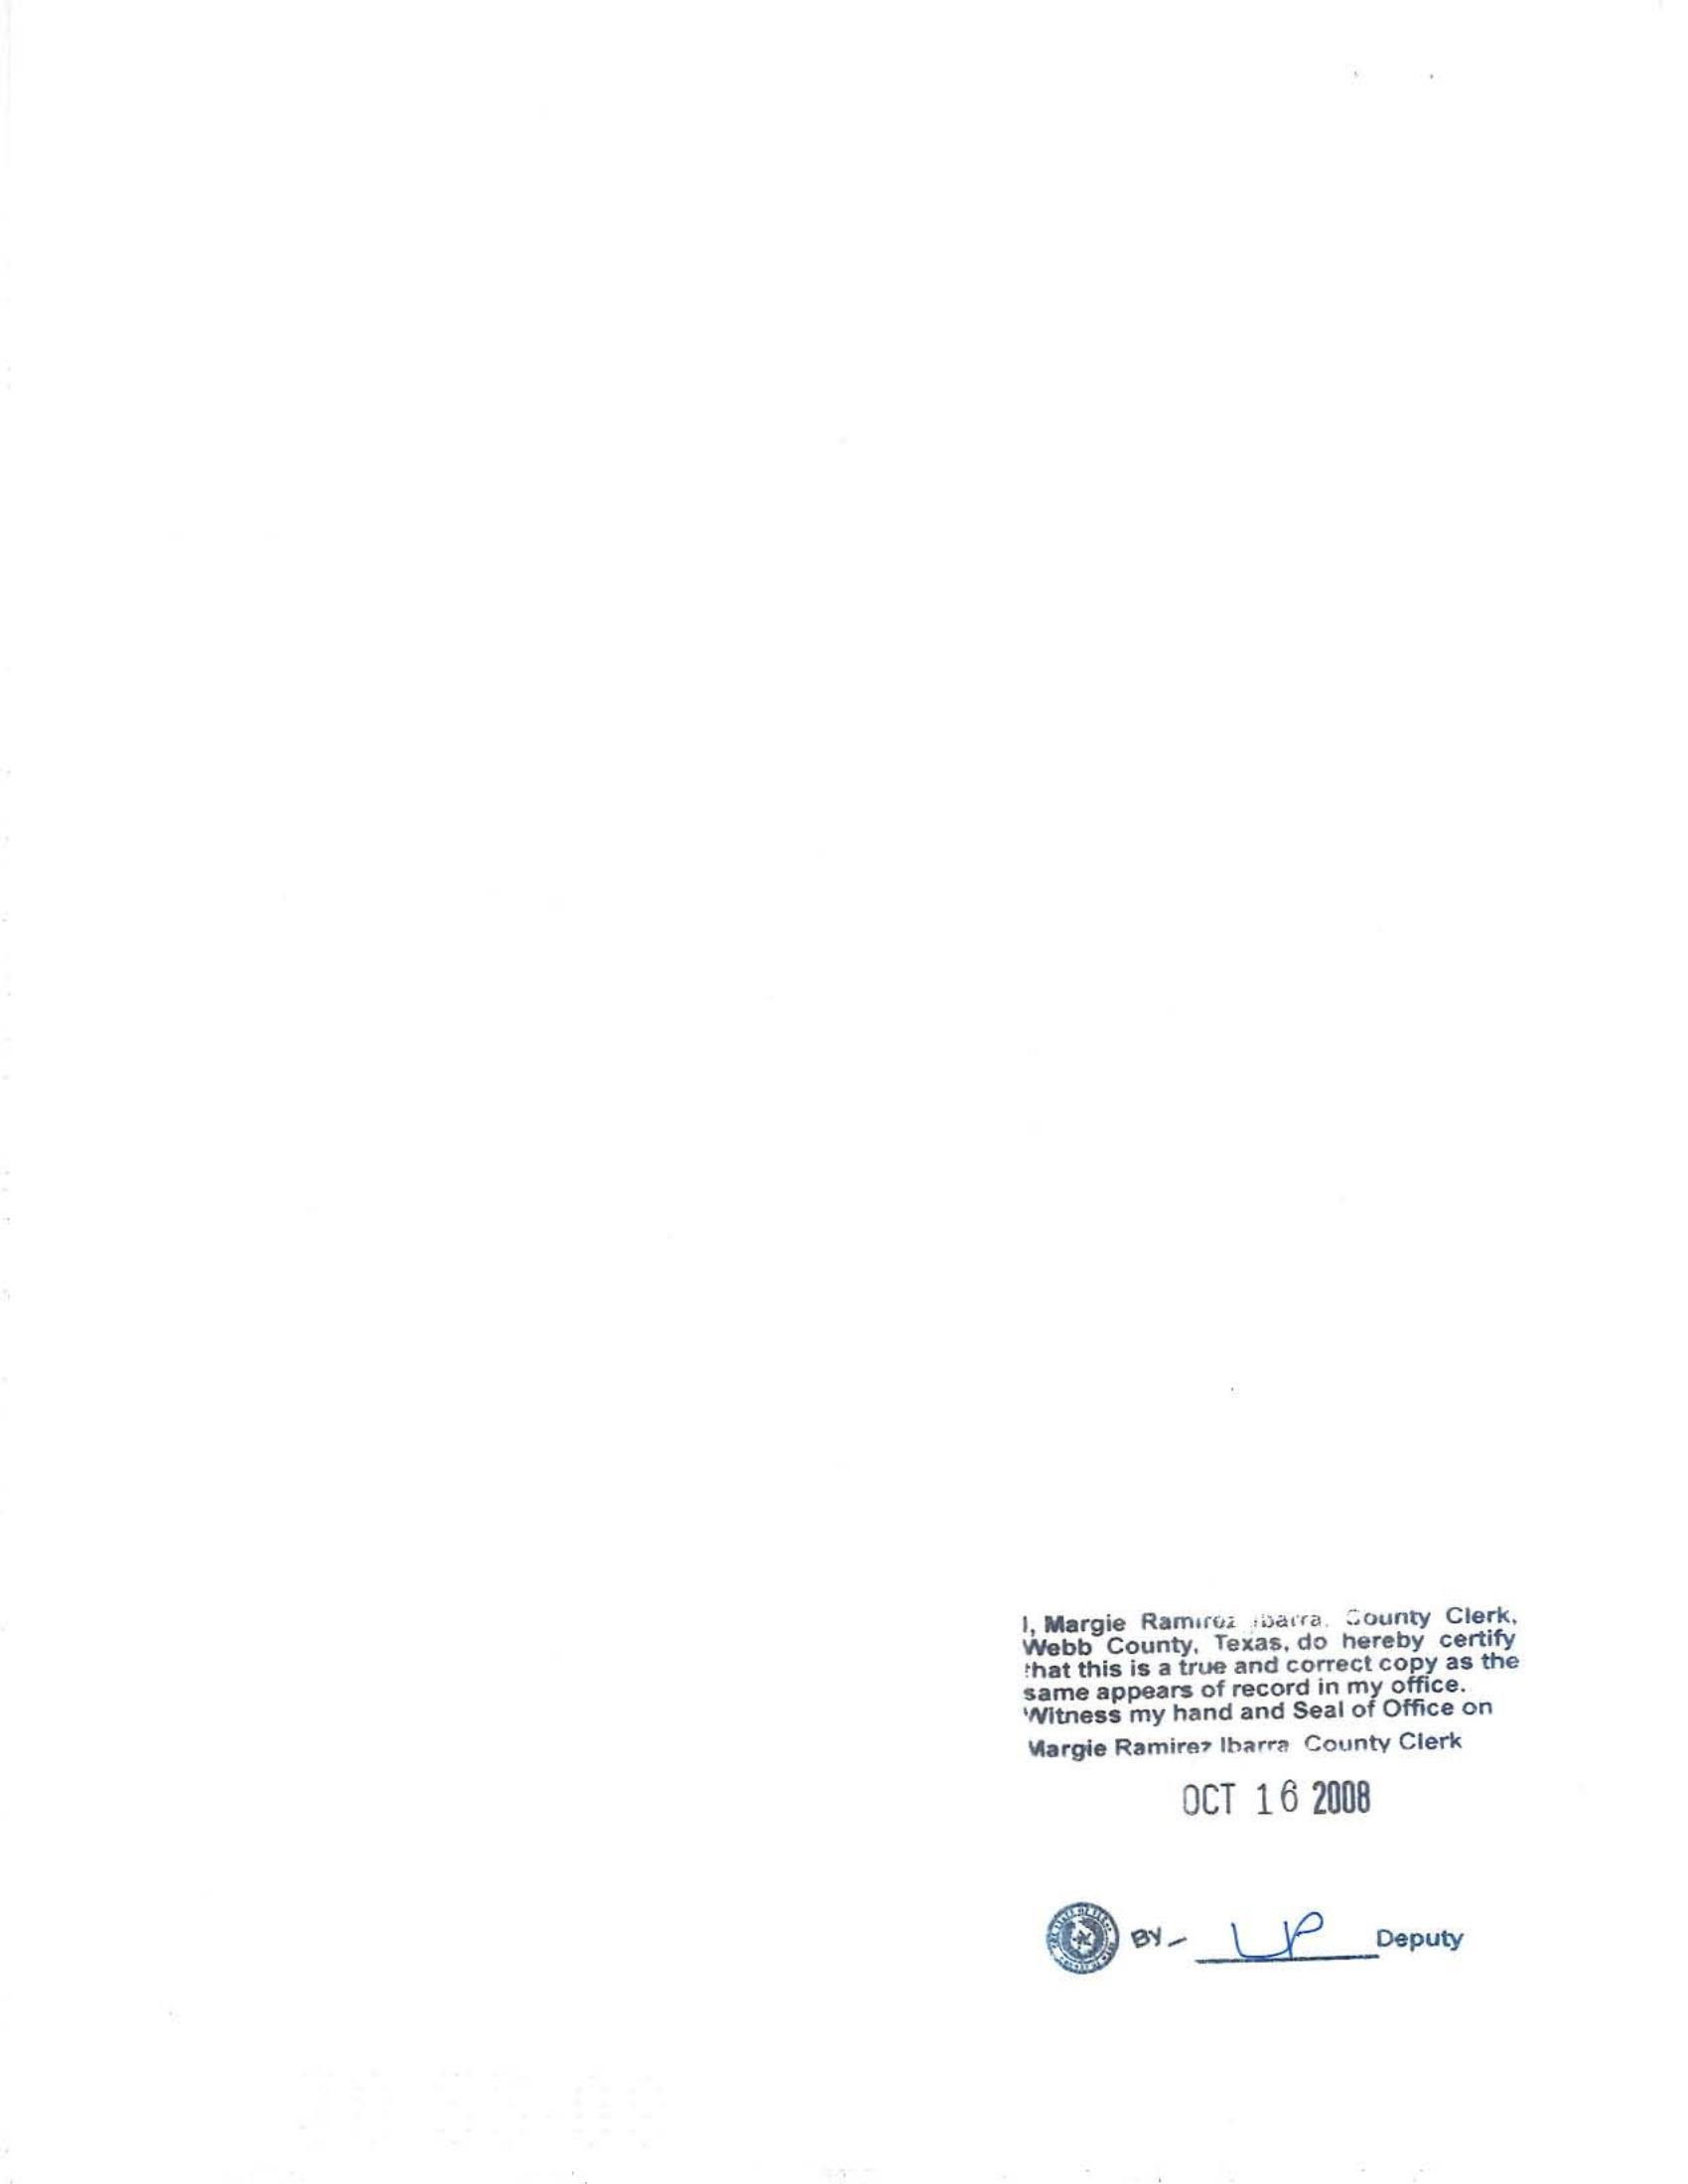 I, Margie Ramirez Ibarra, County Clerk,
Webb County, Texas, do hereby certify
that this is a true and correct copy as the
same appears of record in my office.
Witness my hand and Seal of Office on
Margie Ramirez Ibarra County Clerk
OCT 16 2008
BY- LP Deputy